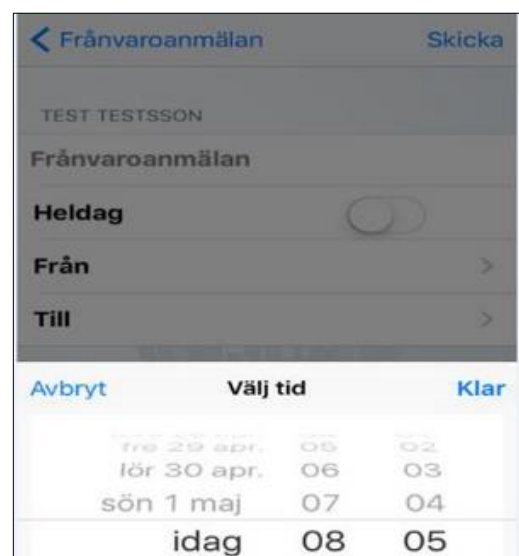 Frånvaroanmälan Skicka
TEST TESTSSON
Frånvaroanmälan
Heldag
Från
Till
Avbryt Välj tid Klar
fre 29 apr. 05 02
lör 30 apr. 06 03
sön 1 maj 07 04
idag 08 05